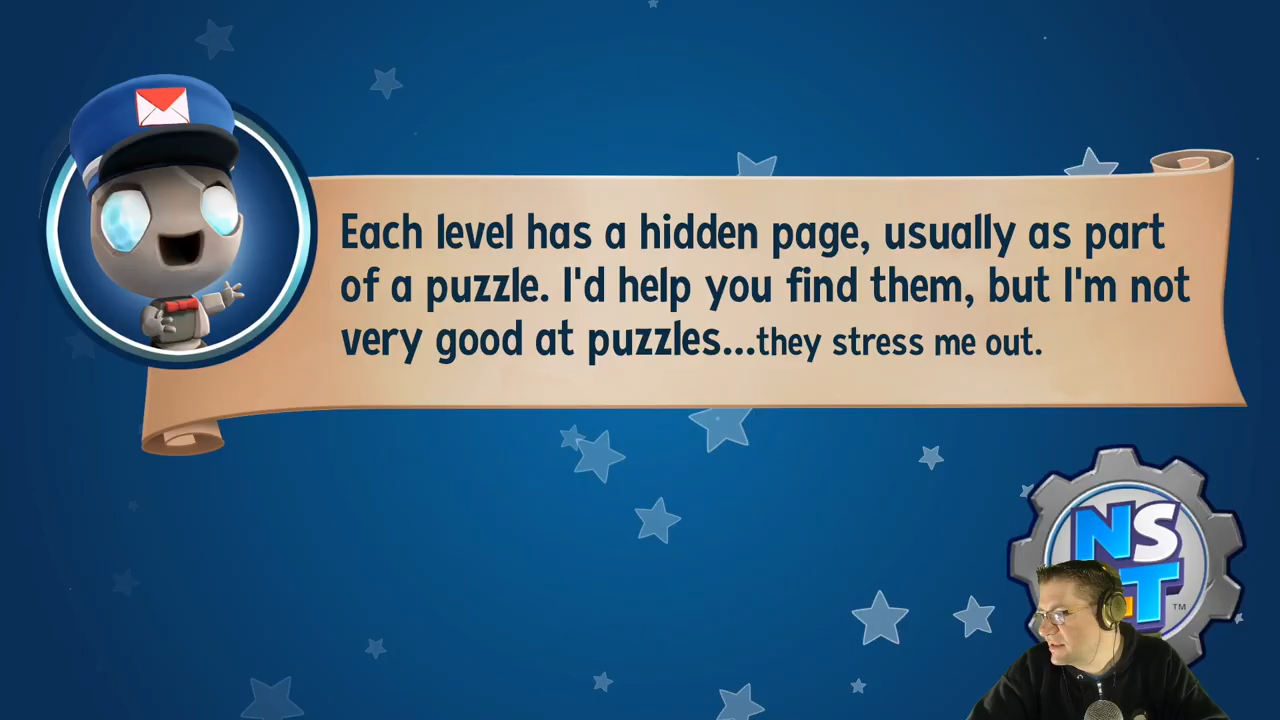 Each level has a hidden page, usually as part
of a puzzle. I'd help you find them, but I'm not
very good at puzzles...they stress me out.
NS
T™